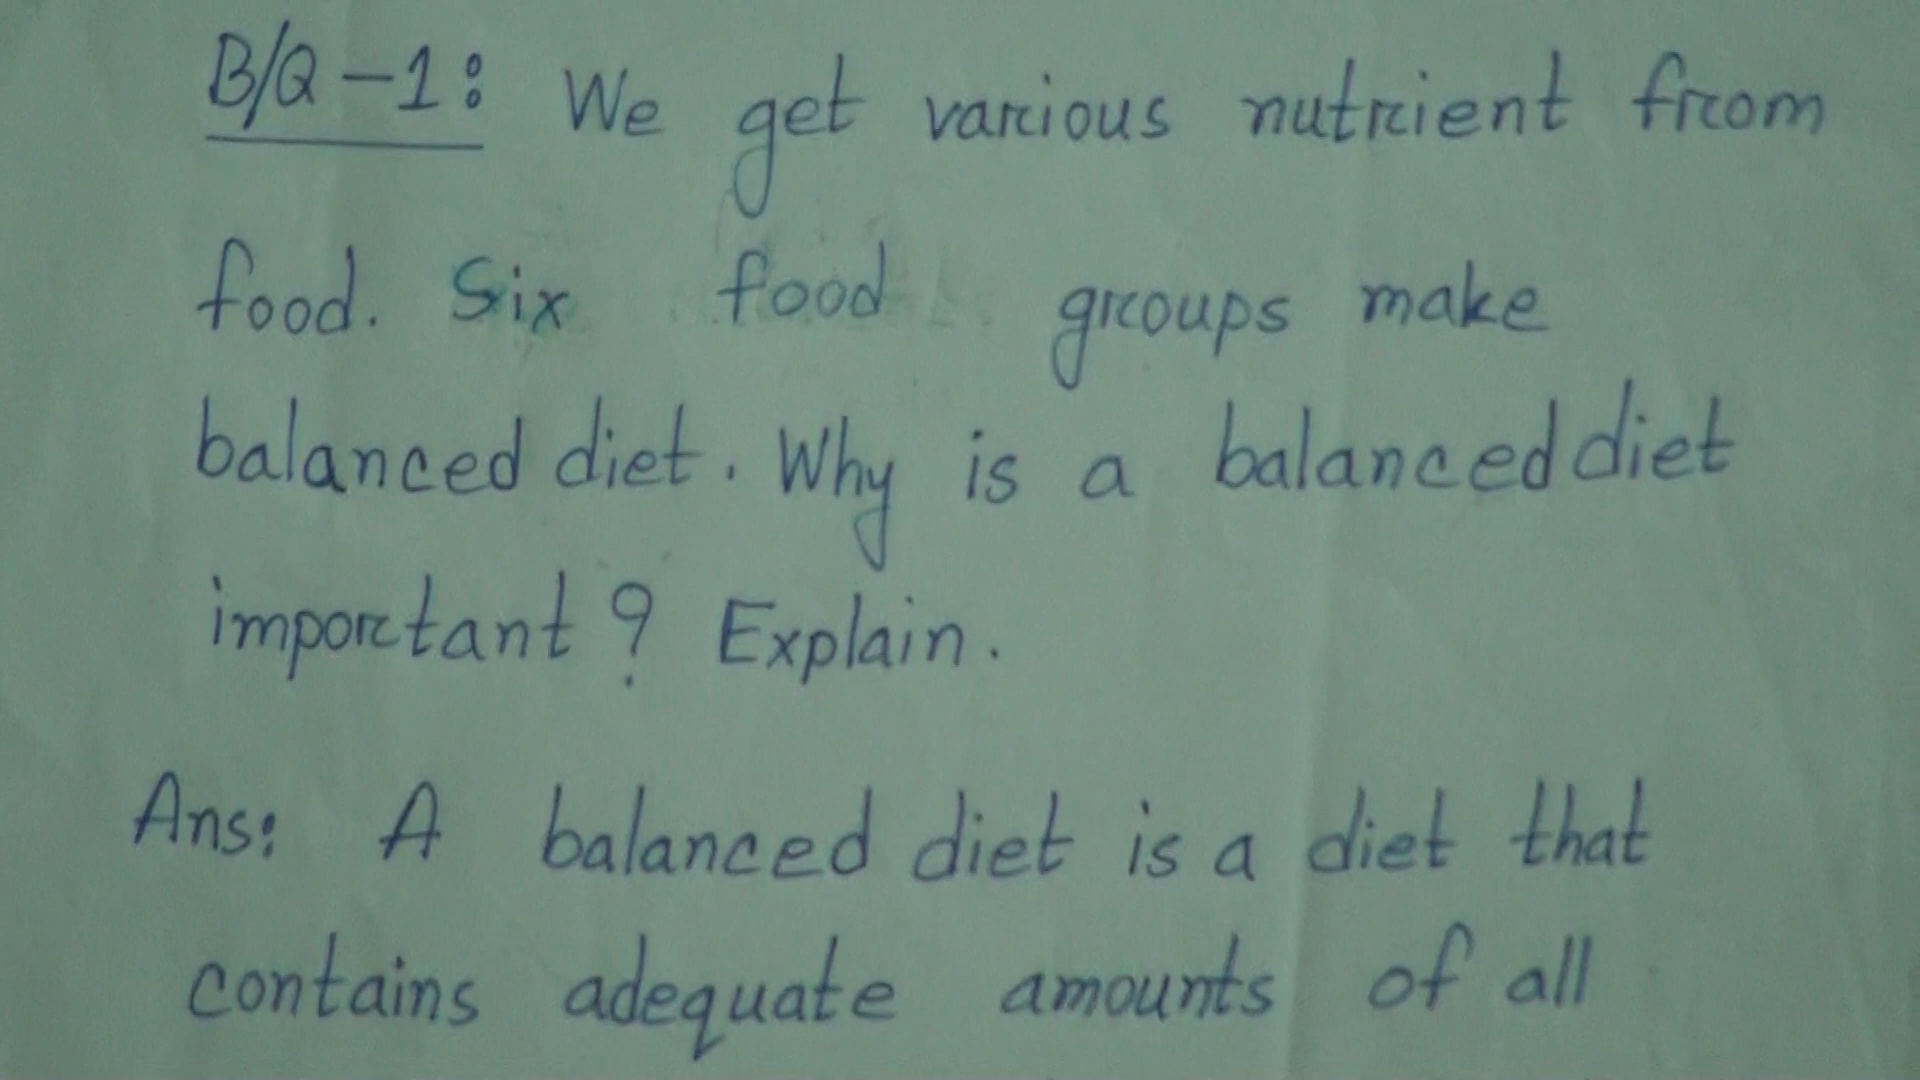 B/Q-1: We get various nutrient from
food. Six food groups make
balanced diet. Why is a balanced diet
important? Explain.
Ans: A balanced diet is a diet that
contains adequate amounts of all